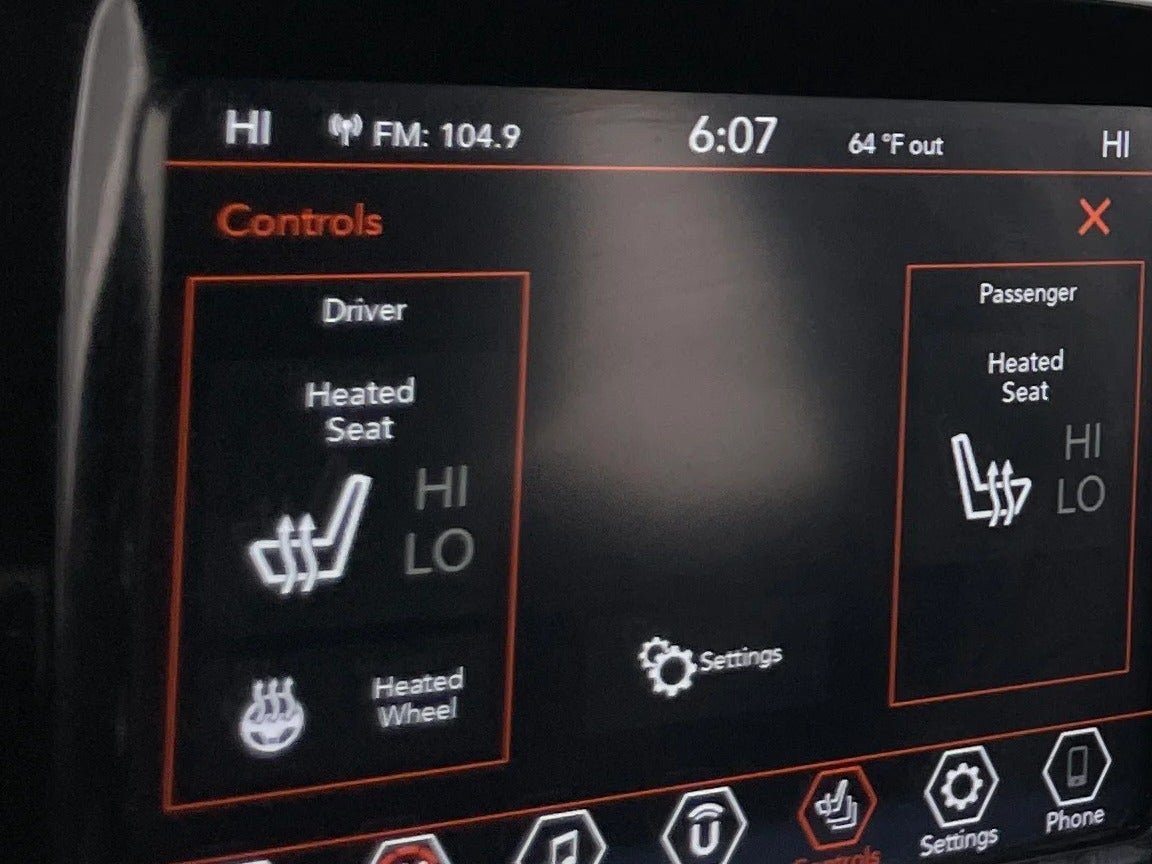 HI FM: 104.9 6:07 64 °F out HI
Controls
Driver
Heated
Seat
HI
LO
Heated
Wheel
Settings
Passenger
Heated
Seat
HI
LO
Controls
Settings
Phone